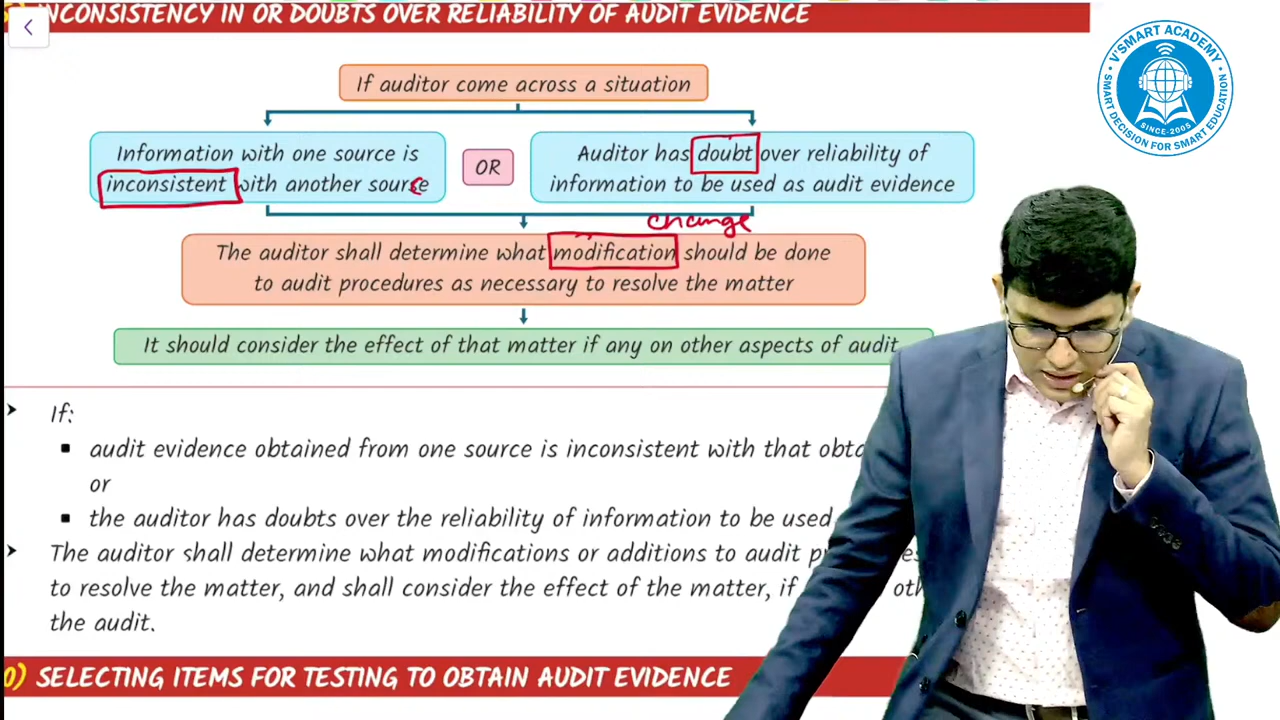 INCONSISTENCY IN OR DOUBTS OVER RELIABILITY OF AUDIT EVIDENCE
If auditor come across a situation
Information with one source is
inconsistent with another source
OR
Auditor has doubt over reliability of
information to be used as audit evidence
change
The auditor shall determine what modification should be done
to audit procedures as necessary to resolve the matter
It should consider the effect of that matter if any on other aspects of audit
If:
audit evidence obtained from one source is inconsistent with that
or
the auditor has doubts over the reliability of information to be used
The auditor shall determine what modifications or additions to audit
to resolve the matter, and shall consider the effect of the matter, if
the audit.
0) SELECTING ITEMS FOR TESTING TO OBTAIN AUDIT EVIDENCE
V'SMART ACADEMY
SINCE-2005
SMART DECISION FOR SMART EDUCATION